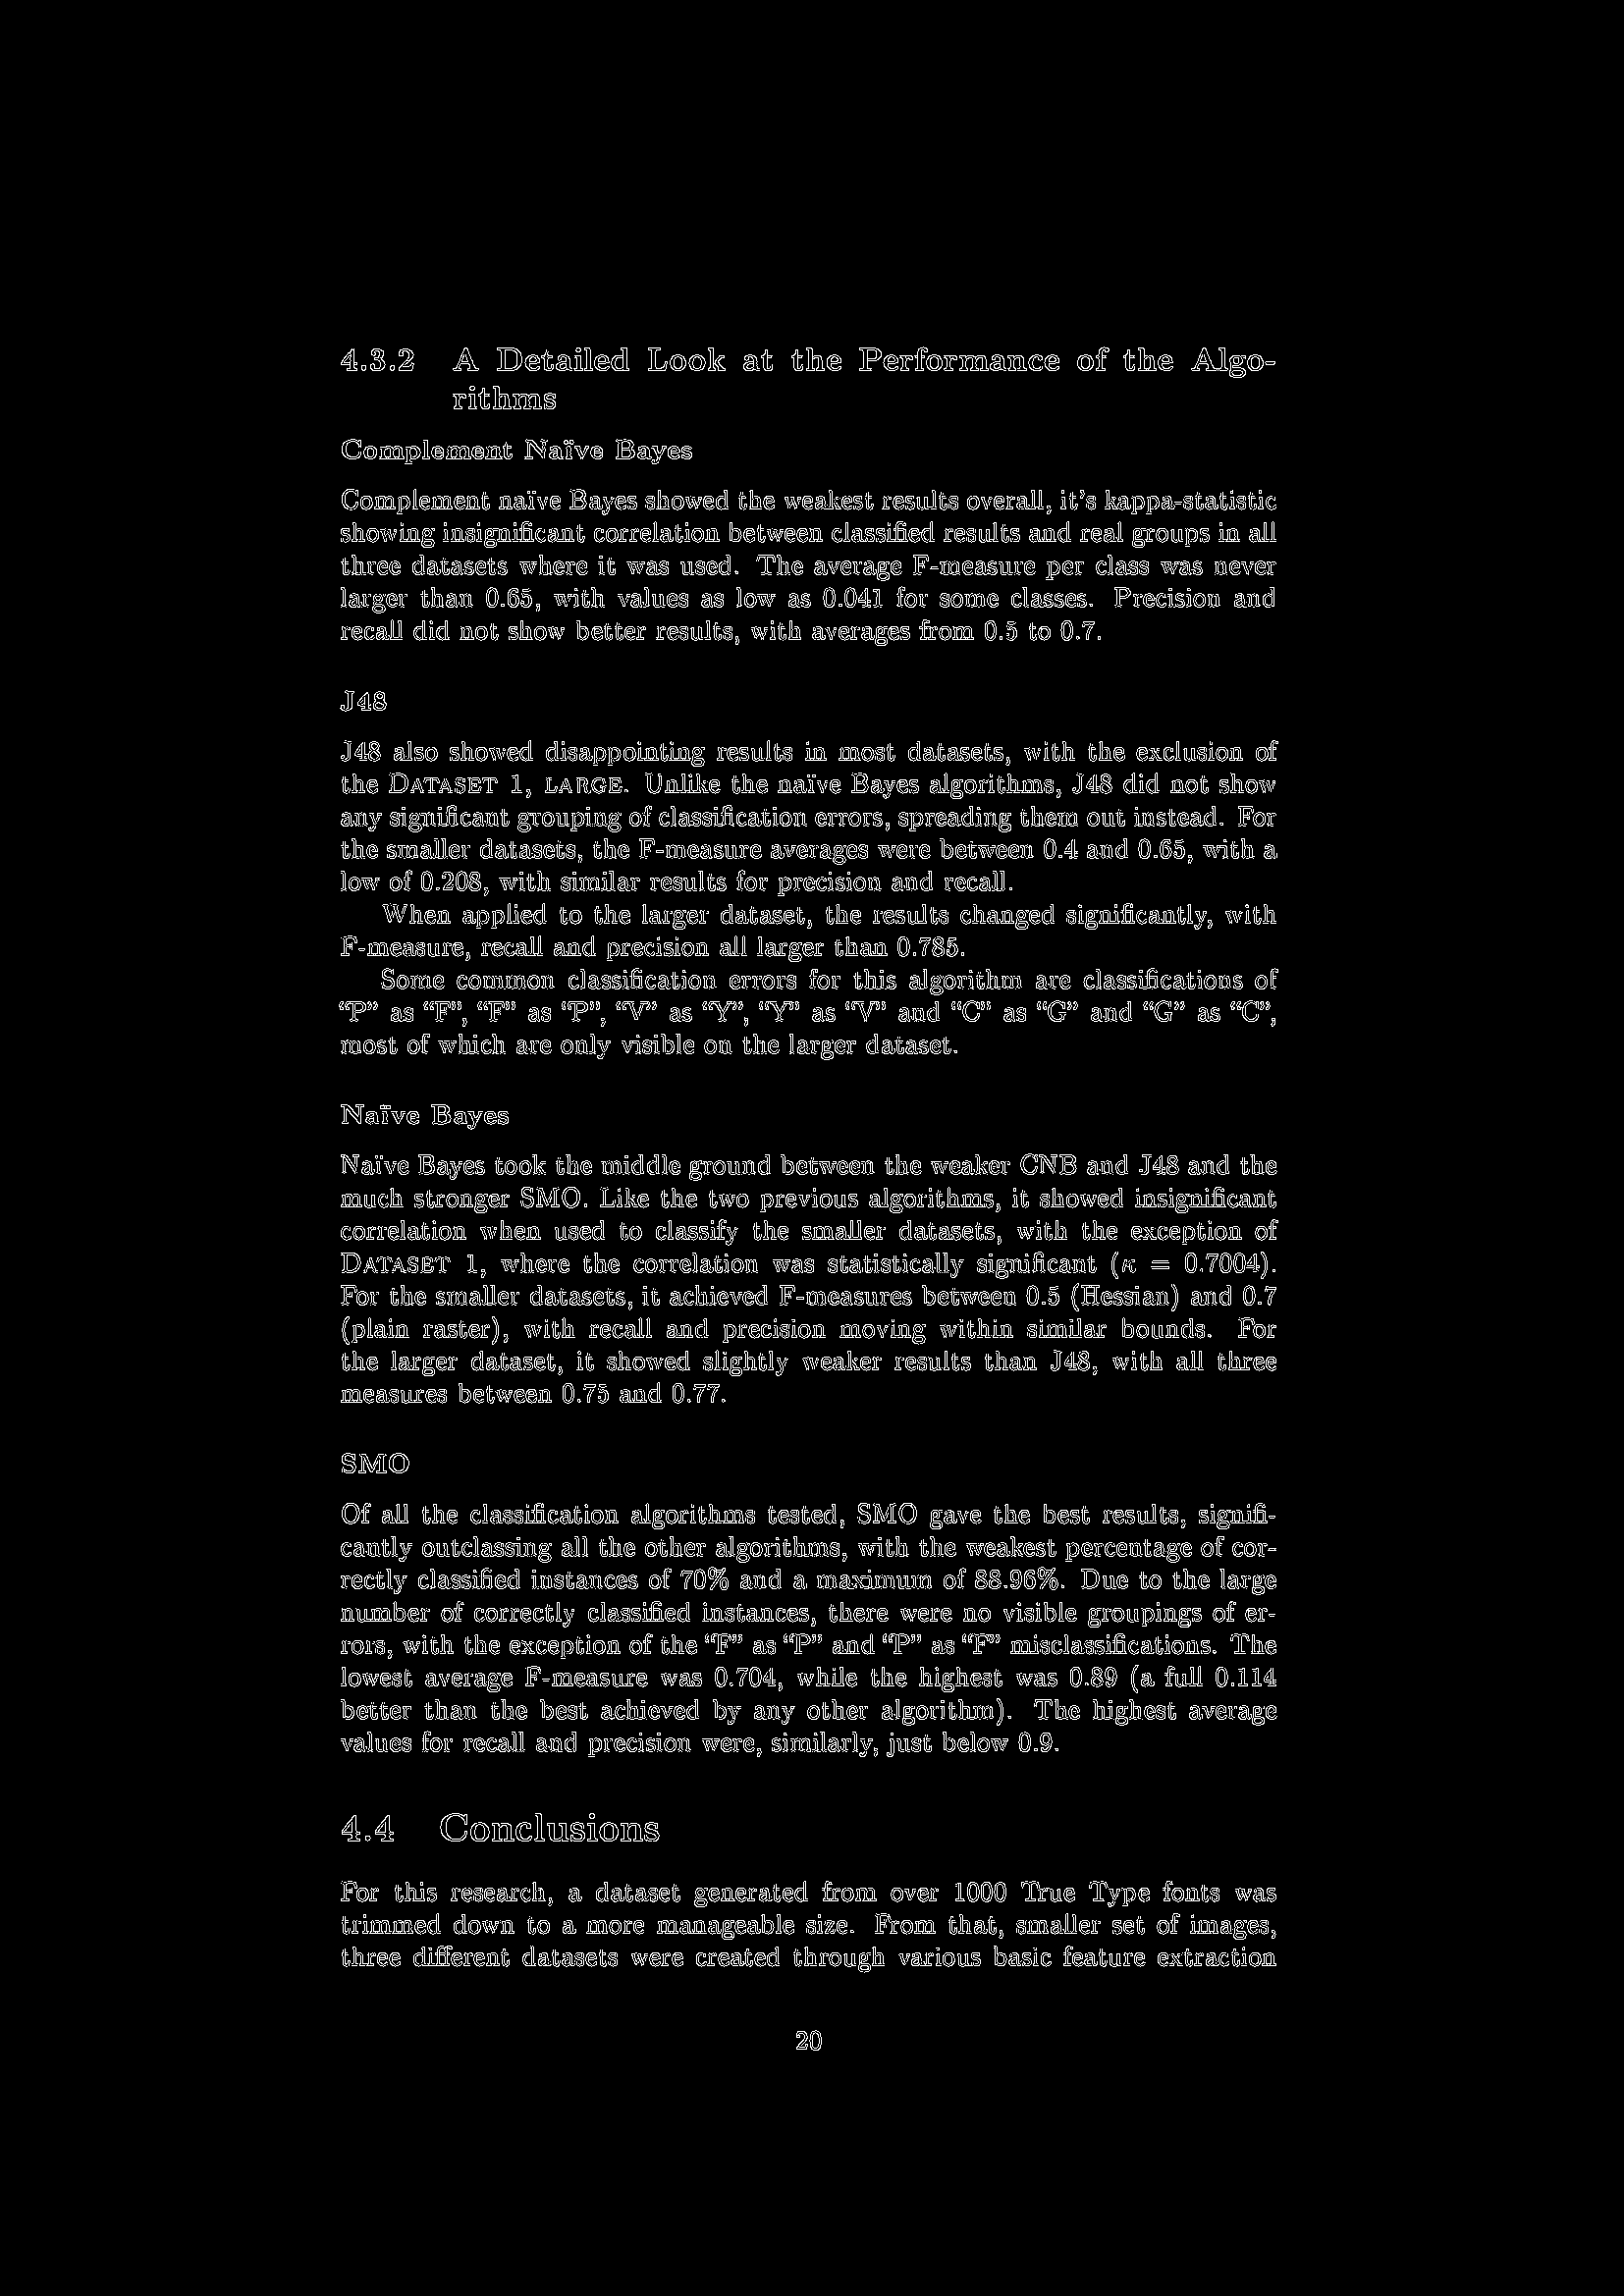 4.3.2 A Detailed Look at the Performance of the Algo-
rithms
Complement Naïve Bayes
Complement naïve Bayes showed the weakest results overall, it's kappa-statistic
showing insignificant correlation between classified results and real groups in all
three datasets where it was used. The average F-measure per class was never
larger than 0.65, with values as low as 0.041 for some classes. Precision and
recall did not show better results, with averages from 0.5 to 0.7.
J48
J48 also showed disappointing results in most datasets, with the exclusion of
the DATASET 1, LARGE. Unlike the naïve Bayes algorithms, J48 did not show
any significant grouping of classification errors, spreading them out instead. For
the smaller datasets, the F-measure averages were between 0.4 and 0.65, with a
low of 0.208, with similar results for precision and recall.
When applied to the larger dataset, the results changed significantly, with
F-measure, recall and precision all larger than 0.785.
Some common classification errors for this algorithm are classifications of
“P” as “F”, “F” as “P”, “V” as “Y”, “Y” as “V” and “C” as “G” and “G” as “C”,
most of which are only visible on the larger dataset.
Naïve Bayes
Naïve Bayes took the middle ground between the weaker CNB and J48 and the
much stronger SMO. Like the two previous algorithms, it showed insignificant
correlation when used to classify the smaller datasets, with the exception of
DATASET 1, where the correlation was statistically significant (κ = 0.7004).
For the smaller datasets, it achieved F-measures between 0.5 (Hessian) and 0.7
(plain raster), with recall and precision moving within similar bounds. For
the larger dataset, it showed slightly weaker results than J48, with all three
measures between 0.75 and 0.77.
SMO
Of all the classification algorithms tested, SMO gave the best results, signifi-
cantly outclassing all the other algorithms, with the weakest percentage of cor-
rectly classified instances of 70% and a maximum of 88.96%. Due to the large
number of correctly classified instances, there were no visible groupings of er-
rors, with the exception of the “F” as “P” and “P” as “F” misclassifications. The
lowest average F-measure was 0.704, while the highest was 0.89 (a full 0.114
better than the best achieved by any other algorithm). The highest average
values for recall and precision were, similarly, just below 0.9.
4.4 Conclusions
For this research, a dataset generated from over 1000 True Type fonts was
trimmed down to a more manageable size. From that, smaller set of images,
three different datasets were created through various basic feature extraction
20